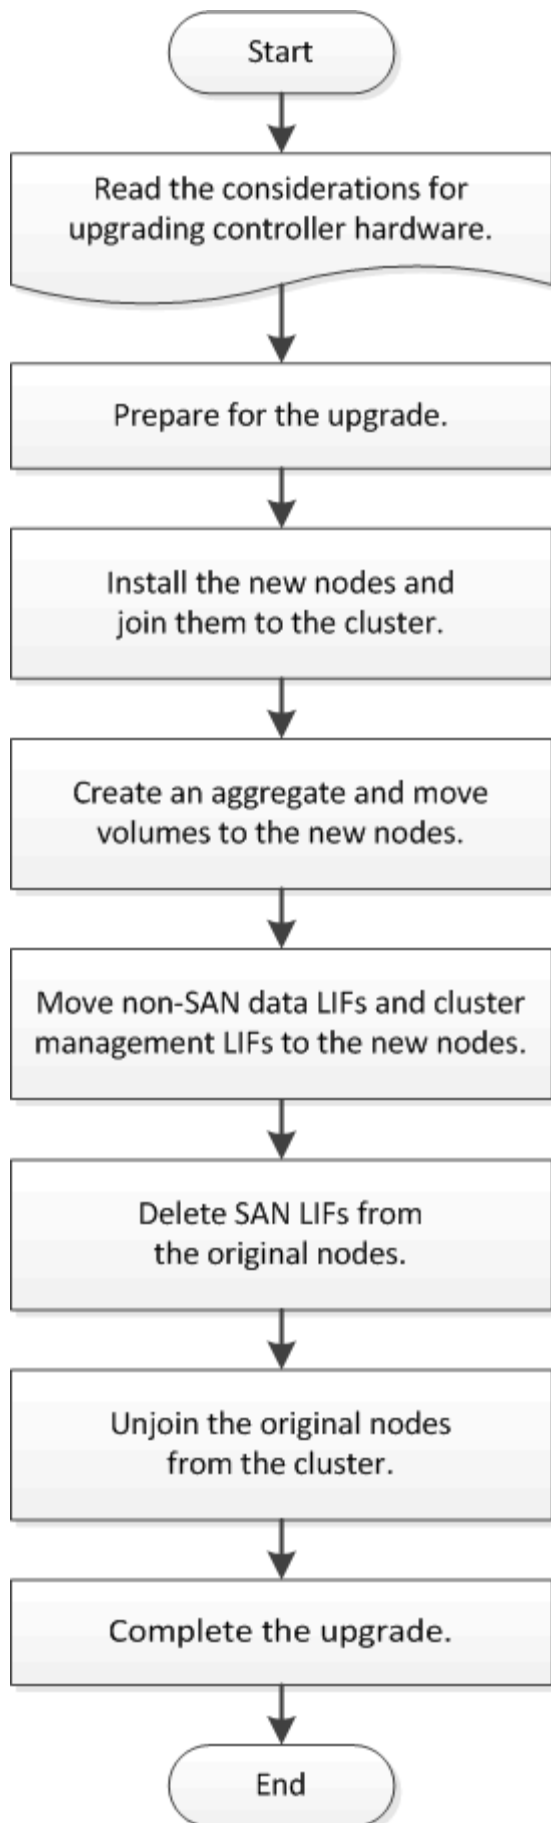 Start
Read the considerations for
upgrading controller hardware.
Prepare for the upgrade.
Install the new nodes and
join them to the cluster.
Create an aggregate and move
volumes to the new nodes.
Move non-SAN data LIFs and cluster
management LIFs to the new nodes.
Delete SAN LIFs from
the original nodes.
Unjoin the original nodes
from the cluster.
Complete the upgrade.
End